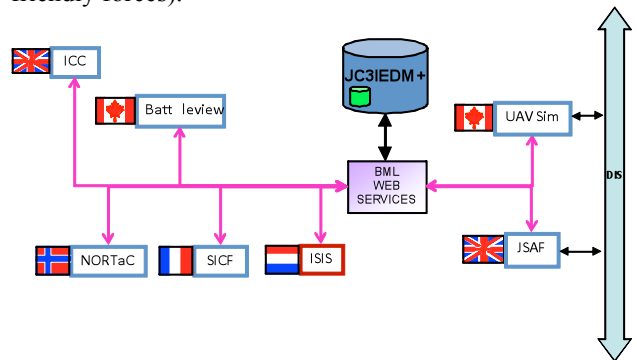 friendly forces).
ICC
JC3IEDM +
Batt leview
UAV Sim
BML
WEB
SERVICES
DIS
NORTaC
SICF
ISIS
JSAF